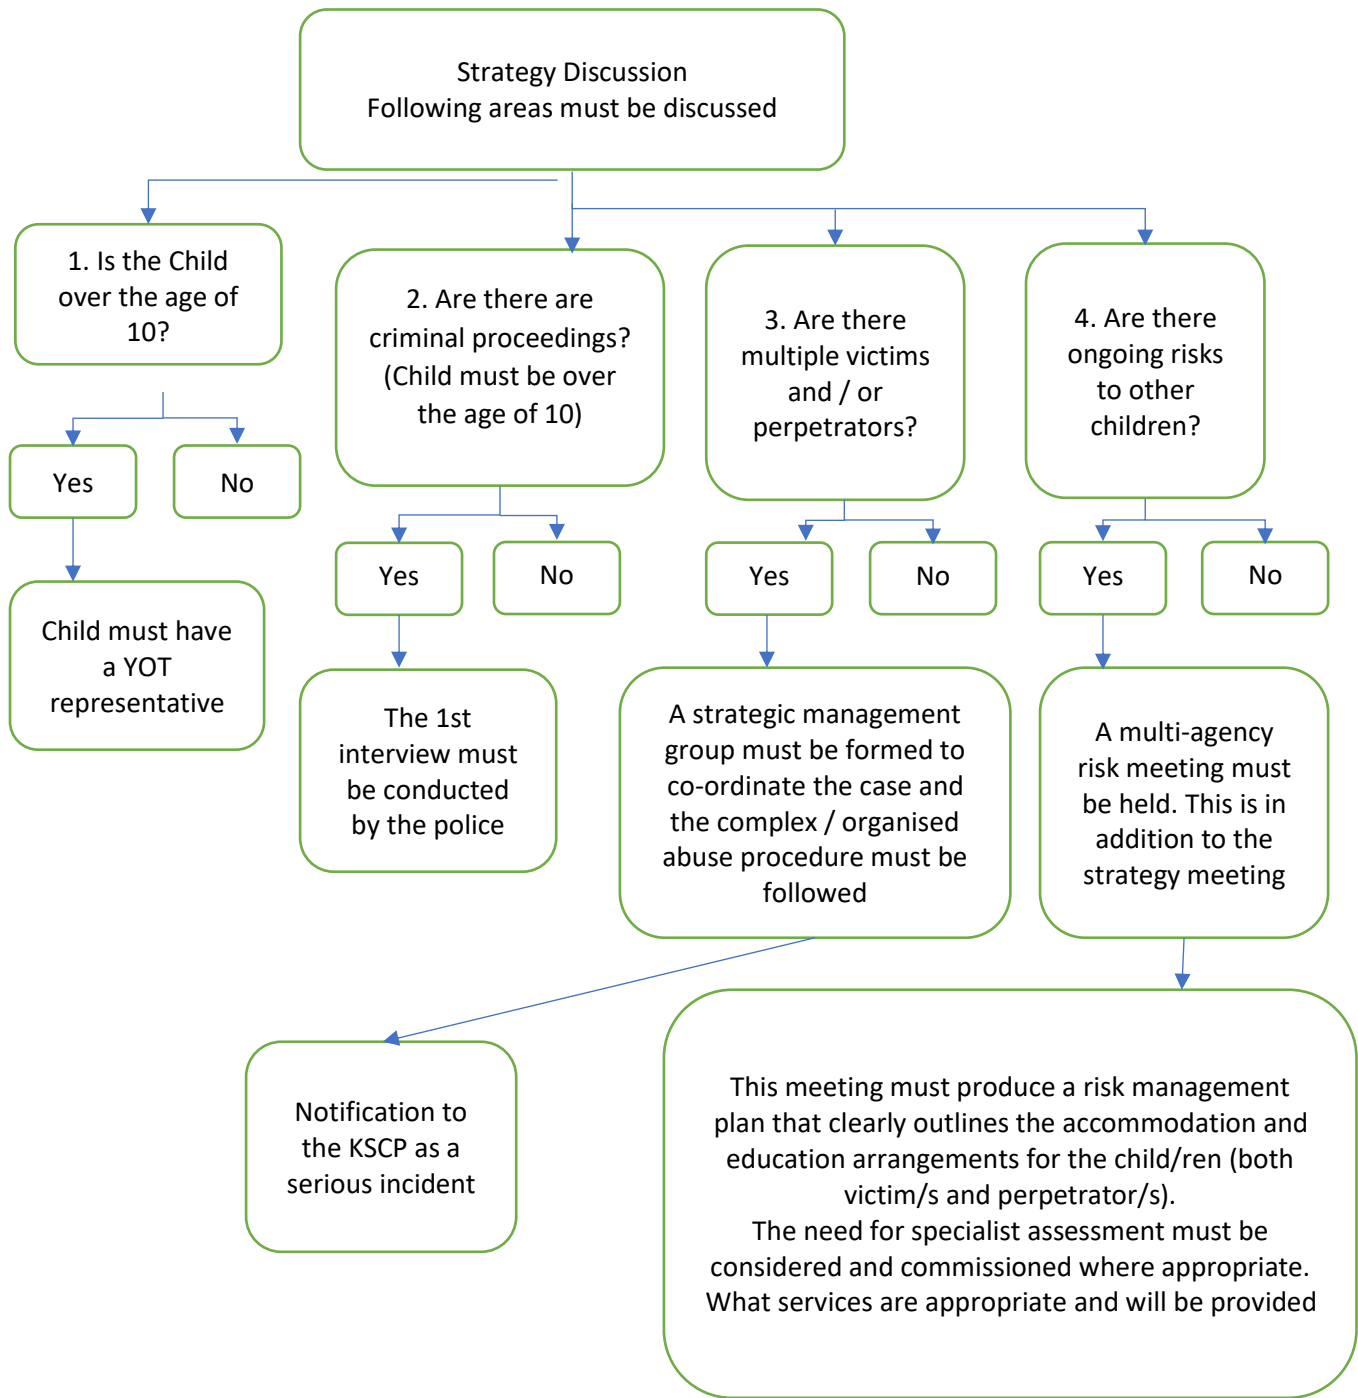 Strategy Discussion
Following areas must be discussed
1. Is the Child
over the age of
10?
Yes
No
Child must have
a YOT
representative
2. Are there are
criminal proceedings?
(Child must be over
the age of 10)
Yes
No
The 1st
interview must
be conducted
by the police
3. Are there
multiple victims
and / or
perpetrators?
Yes
No
A strategic management
group must be formed to
co-ordinate the case and
the complex / organised
abuse procedure must be
followed
Notification to
the KSCP as a
serious incident
4. Are there
ongoing risks
to other
children?
Yes
No
A multi-agency
risk meeting must
be held. This is in
addition to the
strategy meeting
This meeting must produce a risk management
plan that clearly outlines the accommodation and
education arrangements for the child/ren (both
victim/s and perpetrator/s).
The need for specialist assessment must be
considered and commissioned where appropriate.
What services are appropriate and will be provided